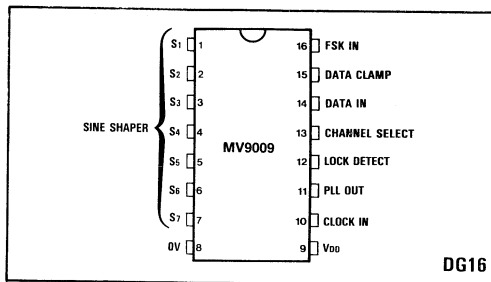 S1 1 16 FSK IN
S2 2 15 DATA CLAMP
S3 3 14 DATA IN
SINE SHAPER S4 4 13 CHANNEL SELECT
MV9009
S5 5 12 LOCK DETECT
S6 6 11 PLL OUT
S7 7 10 CLOCK IN
0V 8 9 VDD
DG16